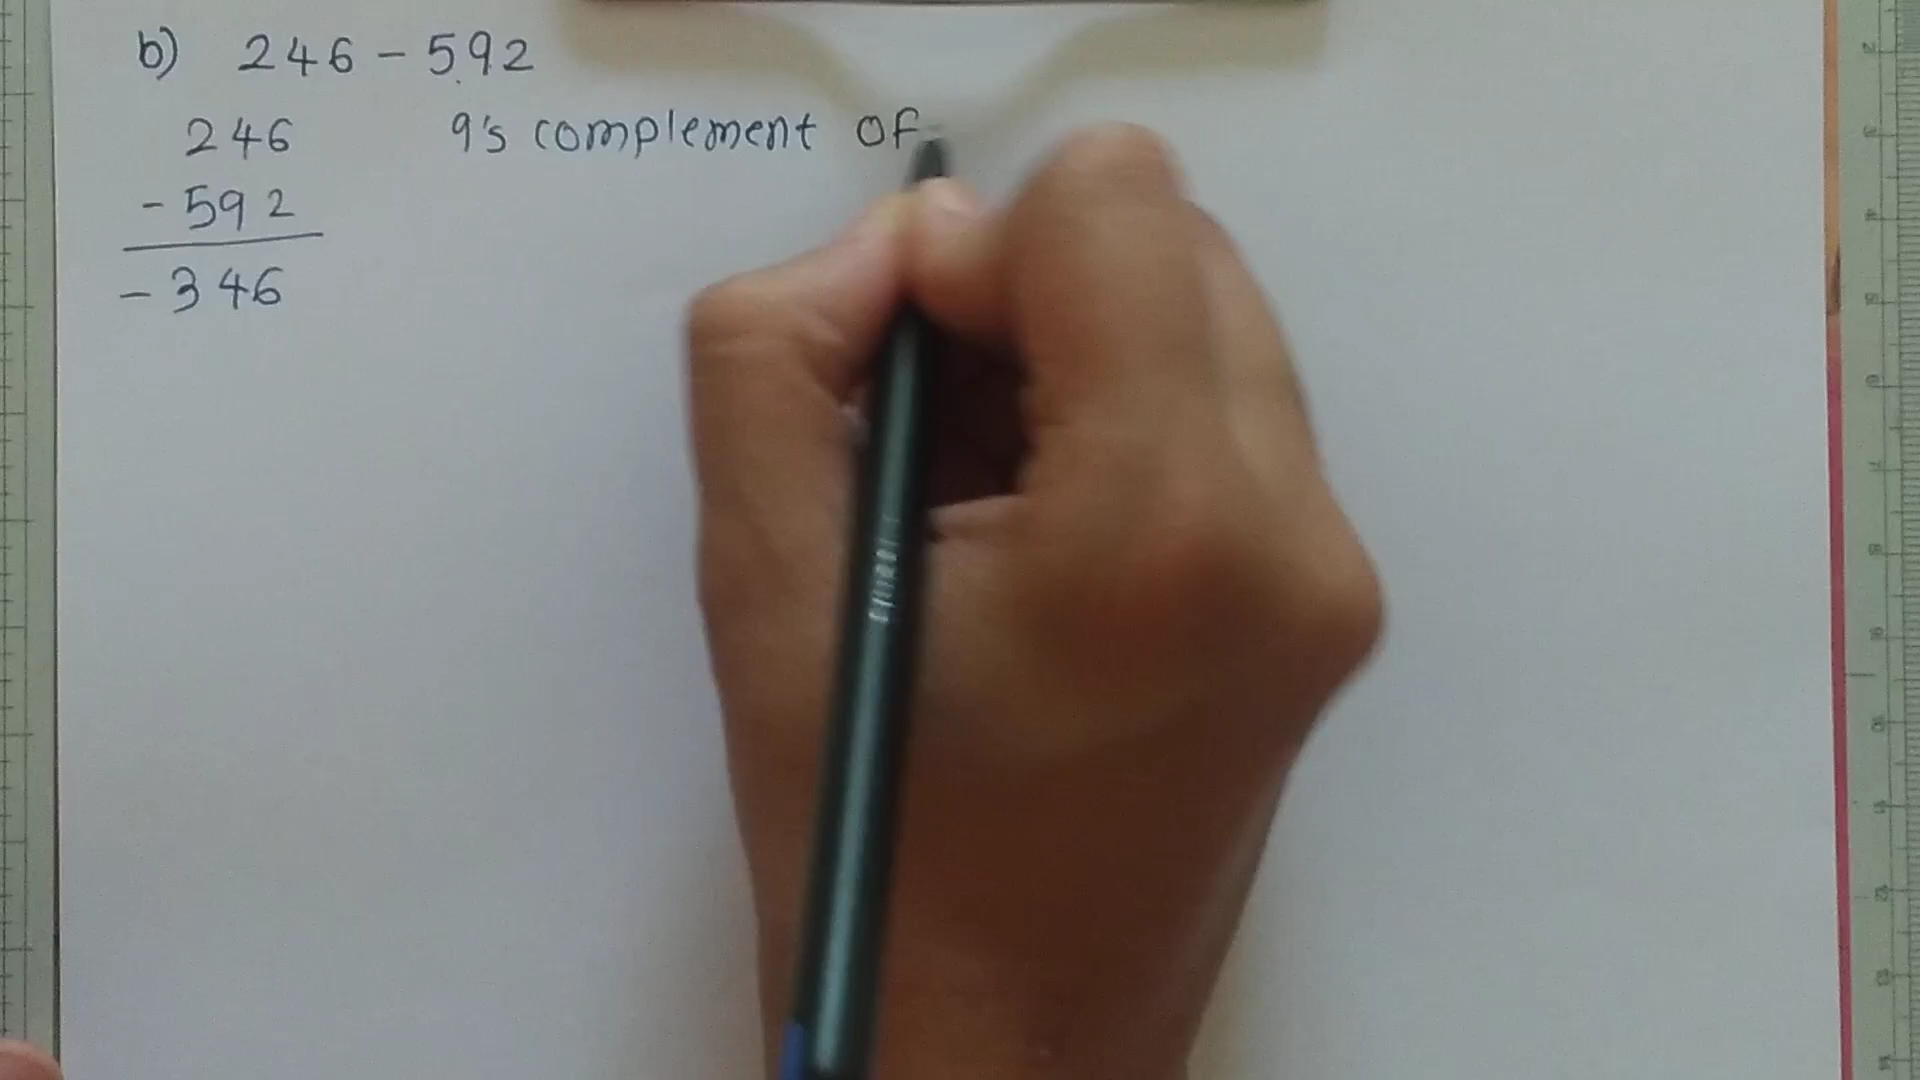 b) 246 - 592
246 9's complement of
- 592
- 346